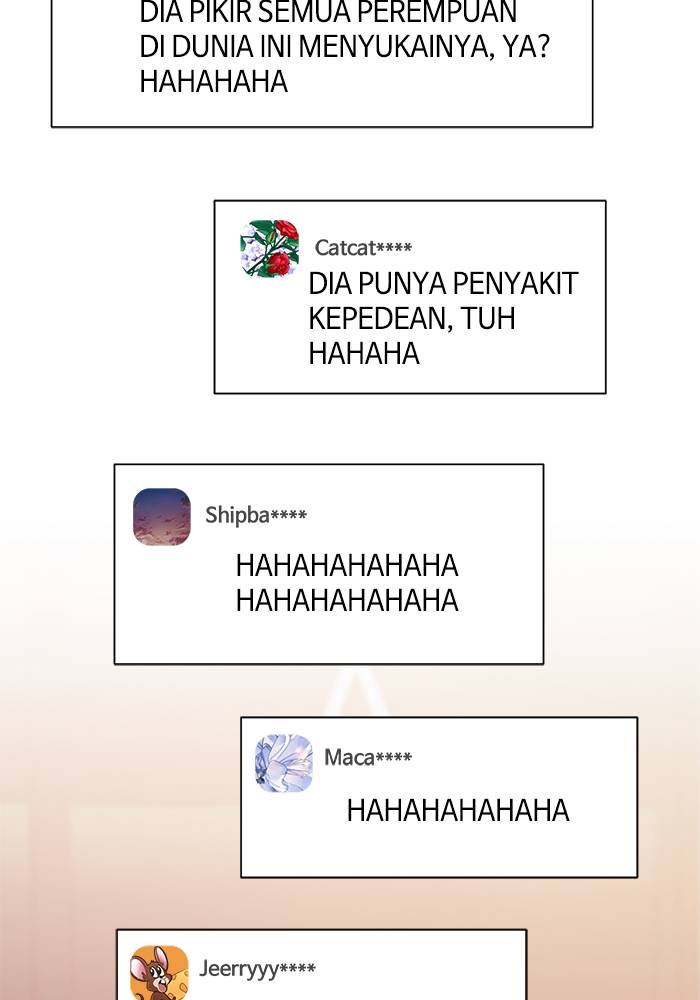 DIA PIKIR SEMUA PEREMPUAN
DI DUNIA INI MENYUKAINYA, YA?
HAHAHAHA
Catcat****
DIA PUNYA PENYAKIT
KEPEDEAN, TUH
HAHAHA
Shipba****
HAHAHAHAHAHA
HAHAHAHAHAHA
Maca****
HAHAHAHAHAHA
Jeerryyy****